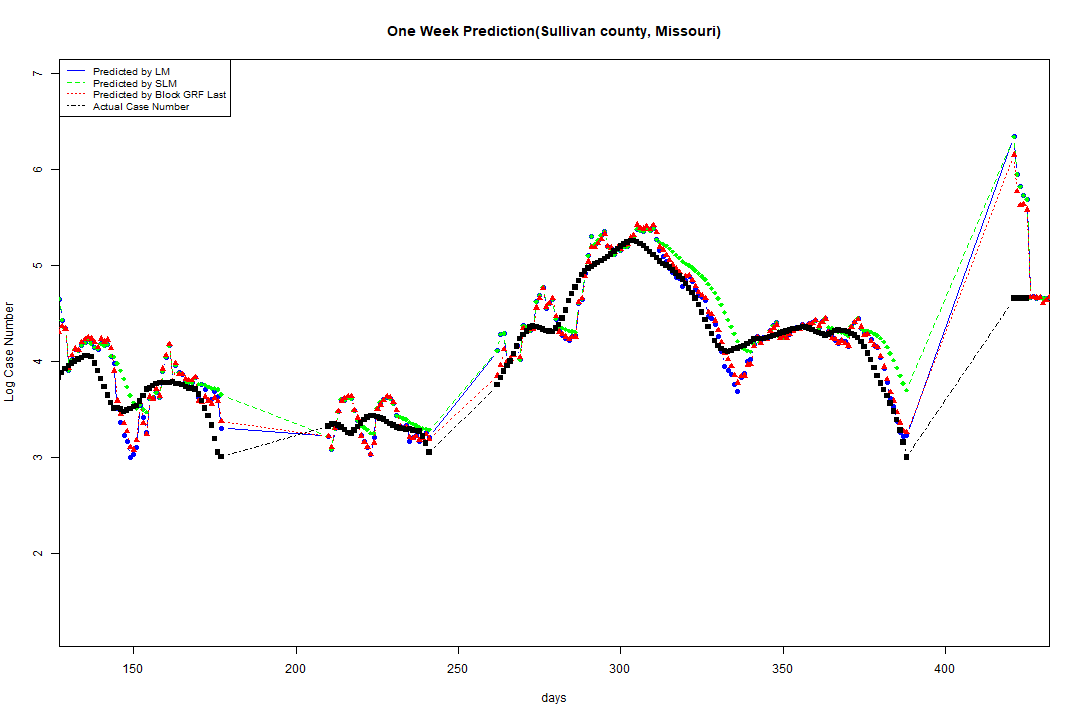 One Week Prediction(Sullivan county, Missouri)
Predicted by LM
Predicted by SLM
Predicted by Block GRF Last
Actual Case Number
Log Case Number
7
6
5
4
3
2
150
200
250
300
350
400
days